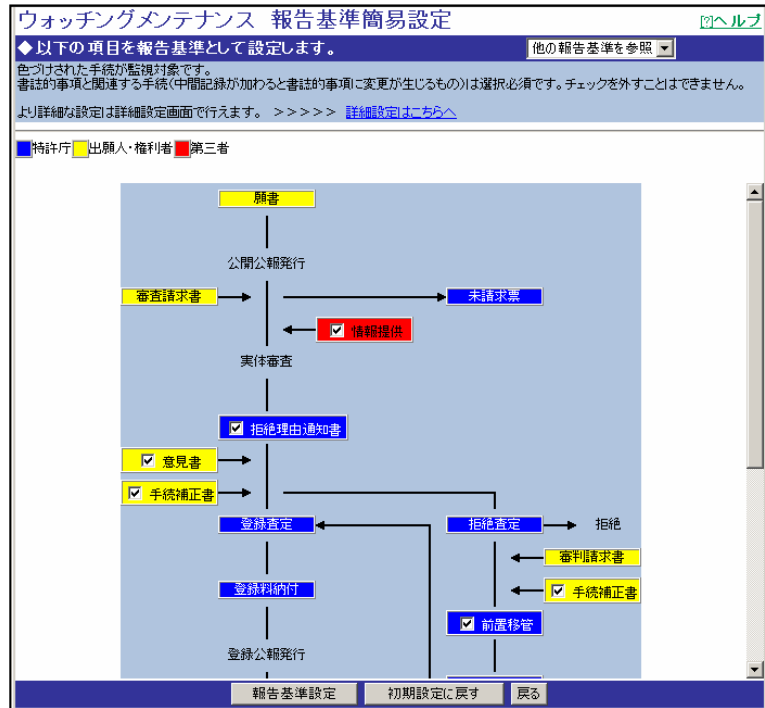 ウォッチングメンテナンス 報告基準簡易設定
?ヘルプ
◆以下の項目を報告基準として設定します。
他の報告基準を参照
色づけされた手続が監視対象です。
書誌的事項と関連する手続(中間記録が加わると書誌的事項に変更が生じるもの)は選択必須です。チェックを外すことはできません。
より詳細な設定は詳細設定画面で行えます。 >>>>> 詳細設定はこちらへ
特許庁 出願人・権利者 第三者
願書
公開公報発行
審査請求書 未請求票
情報提供
実体審査
拒絶理由通知書
意見書
手続補正書
登録査定 拒絶査定 拒絶
審判請求書
登録料納付 手続補正書
前置移管
登録公報発行
報告基準設定 初期設定に戻す 戻る